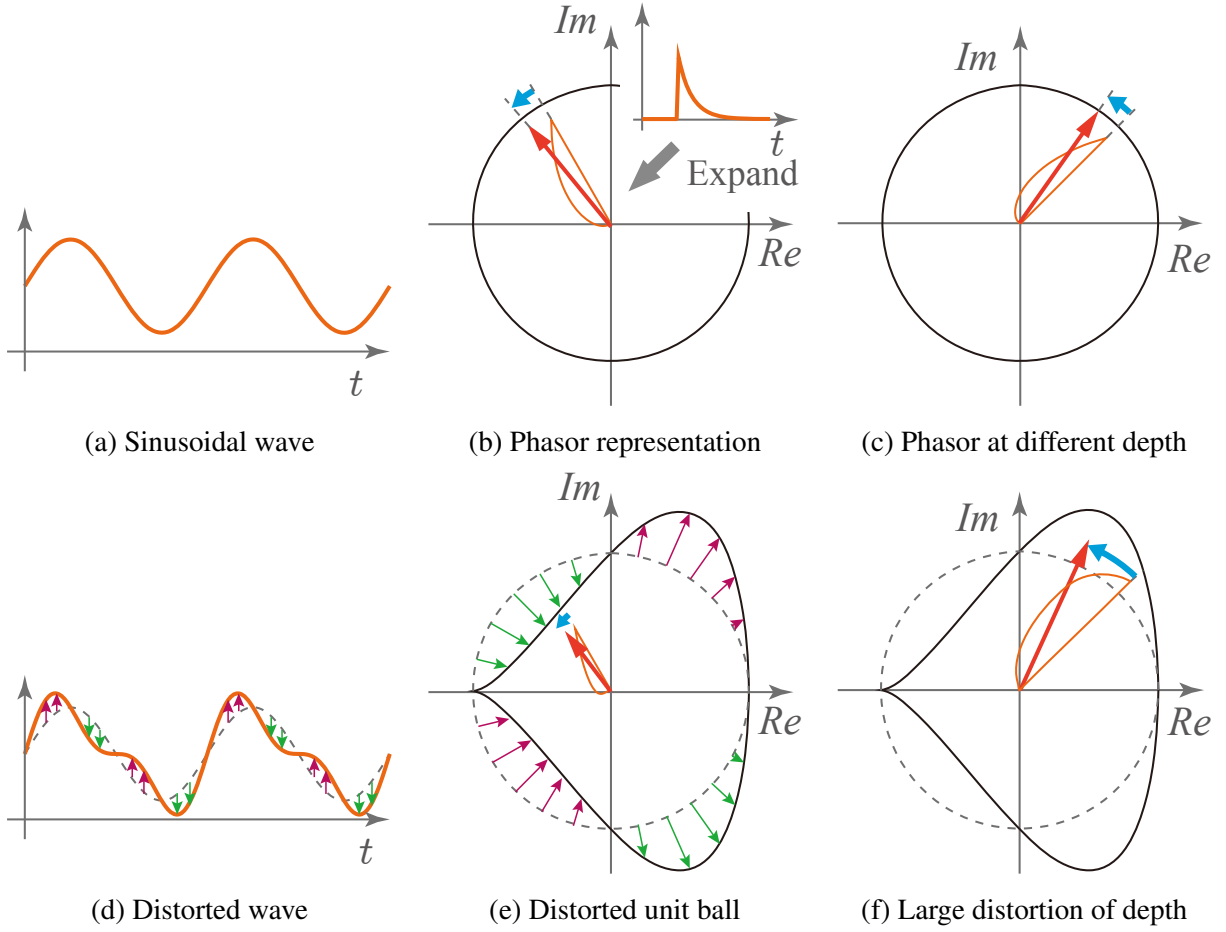 Im
t
Expand
Re
Im
Re
t
(a) Sinusoidal wave
(b) Phasor representation
(c) Phasor at different depth
Im
Re
Im
Re
t
(d) Distorted wave
(e) Distorted unit ball
(f) Large distortion of depth